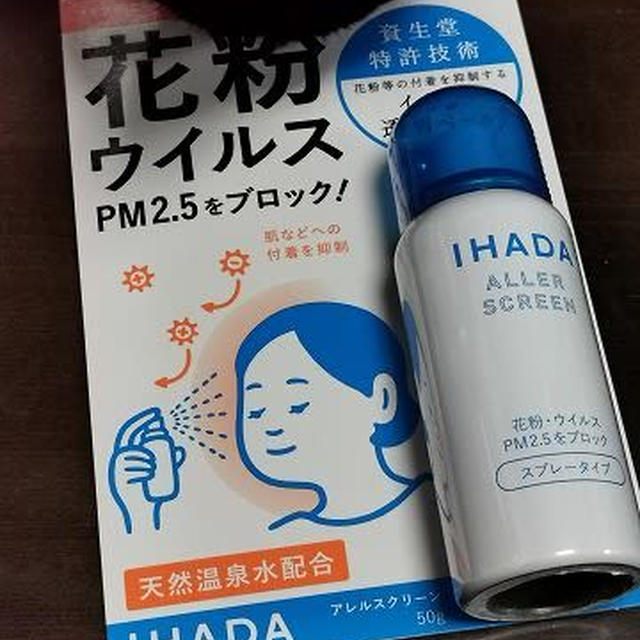 花粉
ウイルス
PM2.5をブロック!
資生堂
特許技術
花粉等の付着を抑制する
イ
透
肌などへの
付着を抑制
天然温泉水配合
アレルスクリーン
50g
IHADA
IHADA
ALLER
SCREEN
花粉・ウイルス
PM2.5をブロック
スプレータイプ